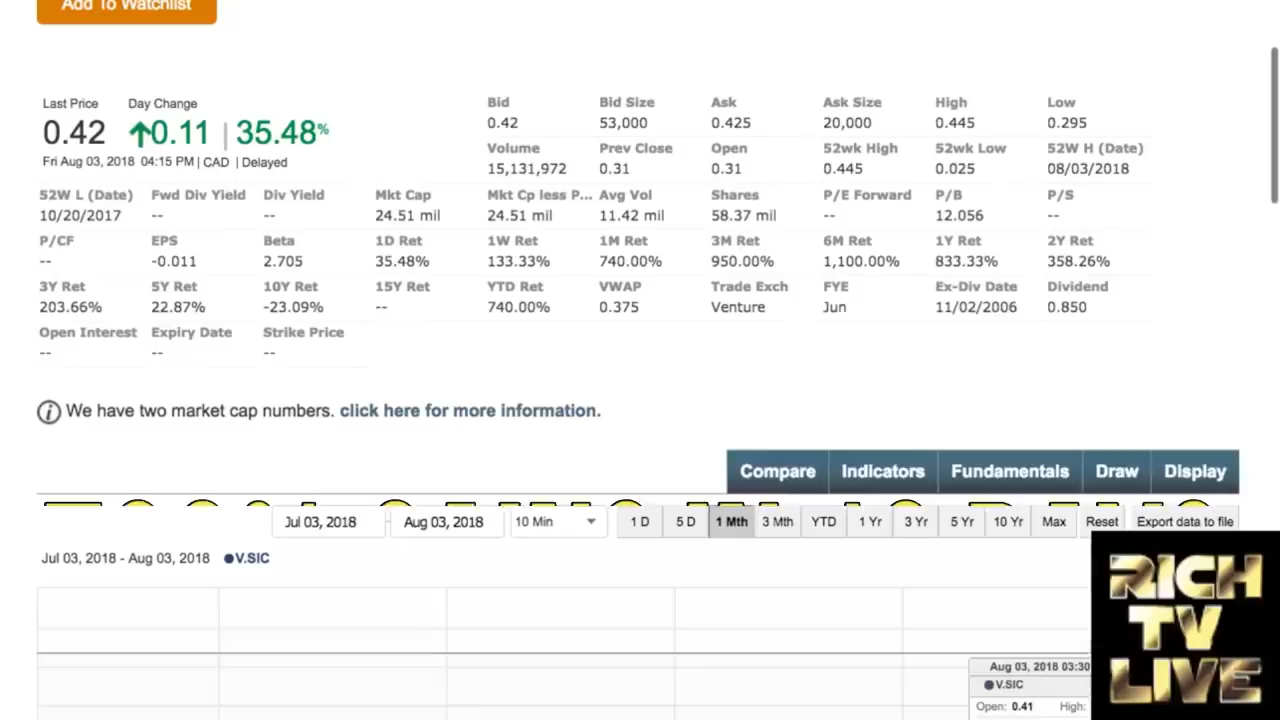 Add To Watchlist
Last Price Day Change
0.42 0.11 | 35.48%
Fri Aug 03, 2018 04:15 PM | CAD | Delayed
Bid Bid Size Ask Ask Size High Low
0.42 53,000 0.425 20,000 0.445 0.295
Volume Prev Close Open 52wk High 52wk Low 52W H (Date)
15,131,972 0.31 0.31 0.445 0.025 08/03/2018
52W L (Date) Fwd Div Yield Div Yield Mkt Cap Mkt Cp less P... Avg Vol Shares P/E Forward P/B P/S
10/20/2017 -- -- 24.51 mil 24.51 mil 11.42 mil 58.37 mil -- 12.056 --
P/CF EPS Beta 1D Ret 1W Ret 1M Ret 3M Ret 6M Ret 1Y Ret 2Y Ret
-- -0.011 2.705 35.48% 133.33% 740.00% 950.00% 1,100.00% 833.33% 358.26%
3Y Ret 5Y Ret 10Y Ret 15Y Ret YTD Ret VWAP Trade Exch FYE Ex-Div Date Dividend
203.66% 22.87% -23.09% -- 740.00% 0.375 Venture Jun 11/02/2006 0.850
Open Interest Expiry Date Strike Price
-- -- --
We have two market cap numbers. click here for more information.
Compare Indicators Fundamentals Draw Display
Jul 03, 2018 - Aug 03, 2018 10 Min 1 D 5 D 1 Mth 3 Mth YTD 1 Yr 3 Yr 5 Yr 10 Yr Max Reset Export data to file
Jul 03, 2018 - Aug 03, 2018 V.SIC
Aug 03, 2018 03:30
V.SIC
Open: 0.41 High:
RICH
TV
LIVE